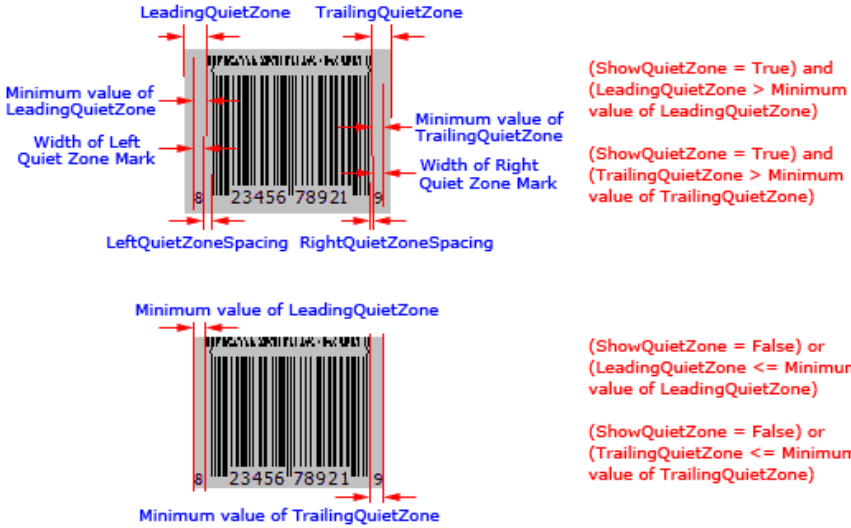 LeadingQuietZone
TrailingQuietZone
Minimum value of
LeadingQuietZone
Width of Left
Quiet Zone Mark
Minimum value of
TrailingQuietZone
Width of Right
Quiet Zone Mark
8 23456 78921 9
LeftQuietZoneSpacing
RightQuietZoneSpacing
(ShowQuietZone = True) and
(LeadingQuietZone > Minimum
value of LeadingQuietZone)
(ShowQuietZone = True) and
(TrailingQuietZone > Minimum
value of TrailingQuietZone)
Minimum value of LeadingQuietZone
8 23456 78921 9
Minimum value of TrailingQuietZone
(ShowQuietZone = False) or
(LeadingQuietZone <= Minimum
value of LeadingQuietZone)
(ShowQuietZone = False) or
(TrailingQuietZone <= Minimum
value of TrailingQuietZone)